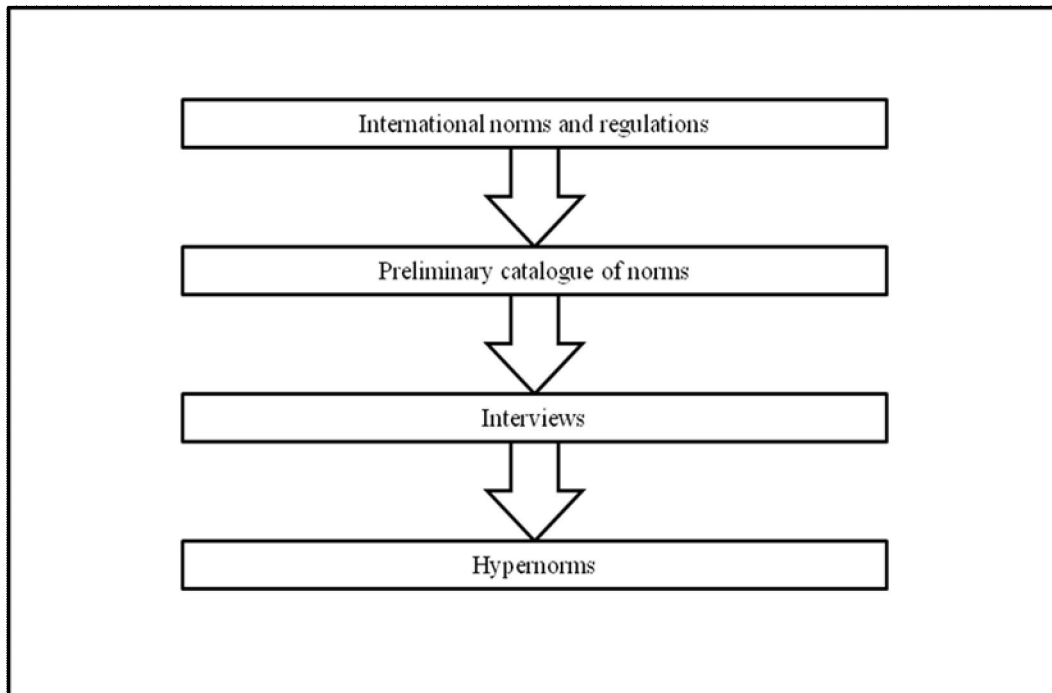 International norms and regulations
Preliminary catalogue of norms
Interviews
Hypernorms